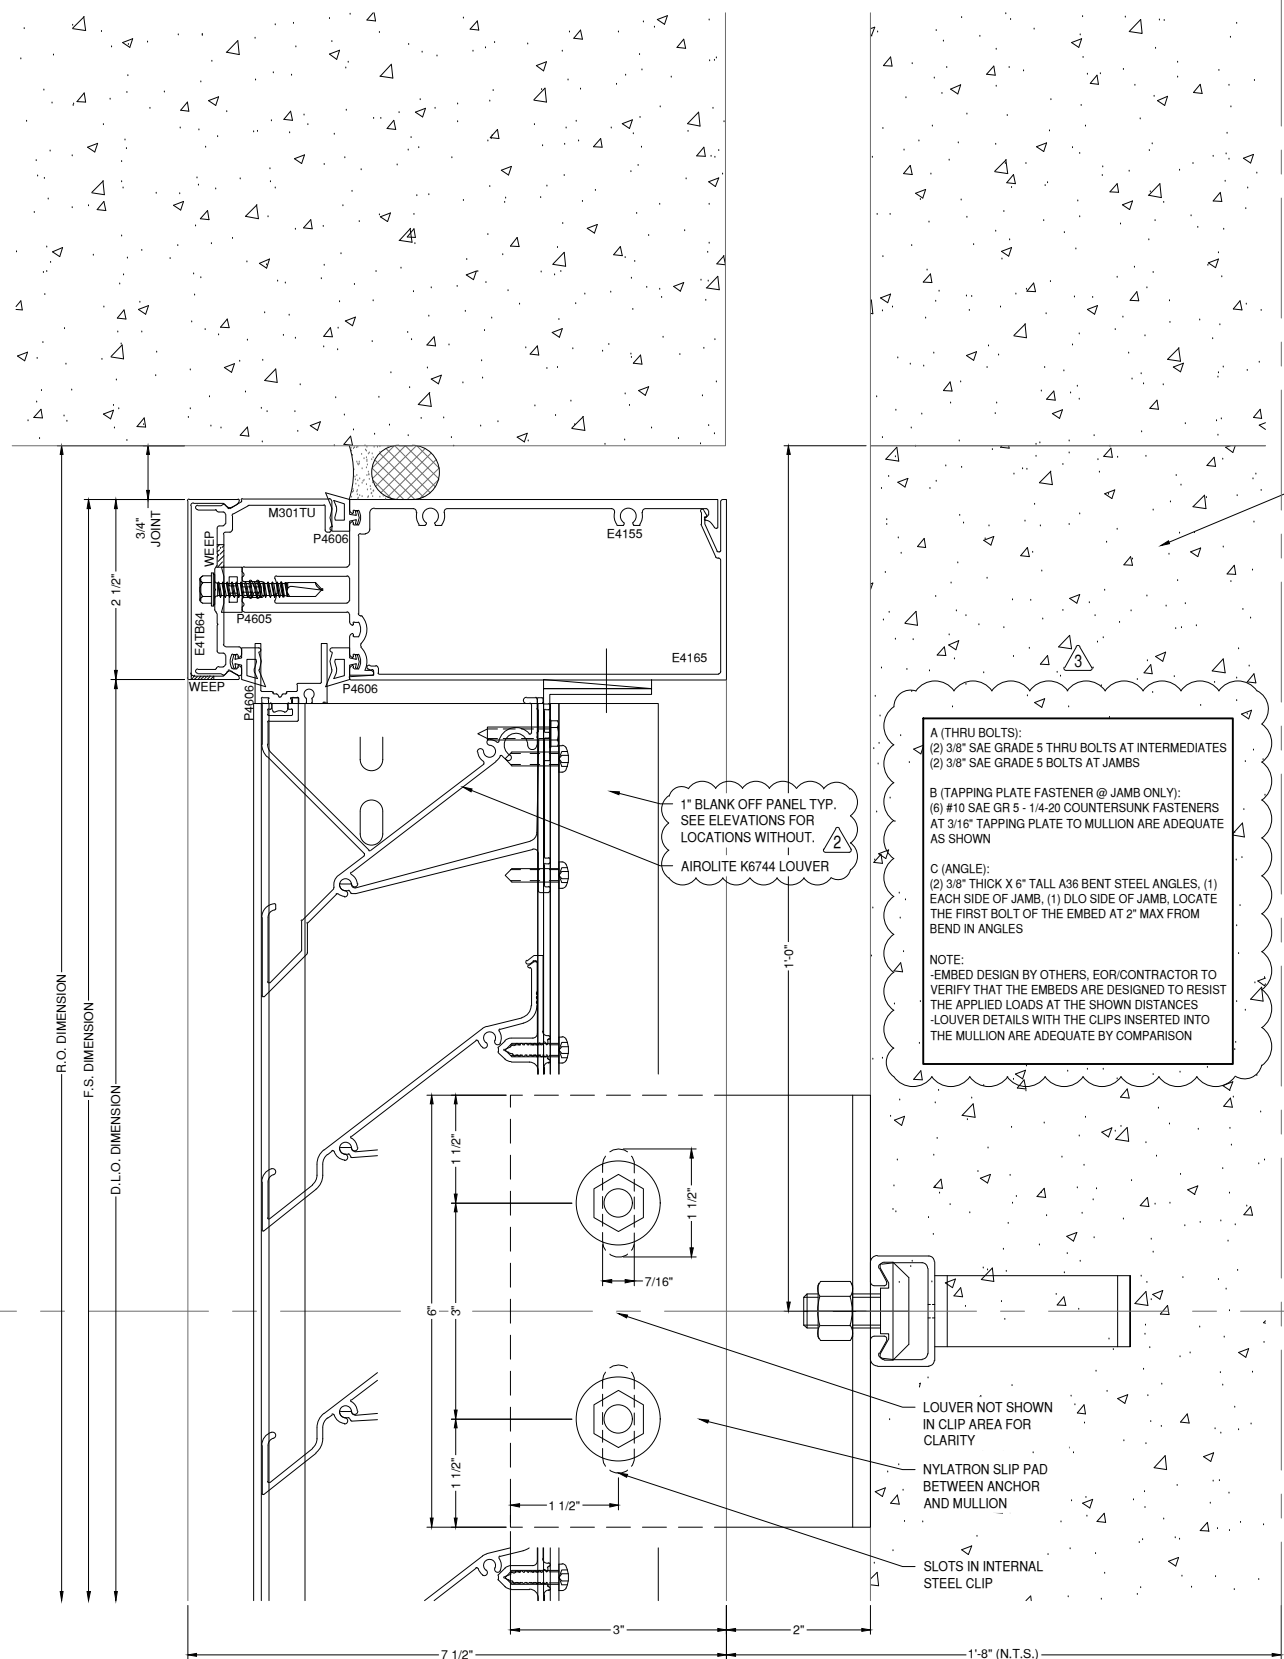 3/4"
JOINT
2 1/2"
M301TU
P4606
WEEP
E4155
P4605
E4TB64
E4165
WEEP
P4606
P4606
3
A (THRU BOLTS):
(2) 3/8" SAE GRADE 5 THRU BOLTS AT INTERMEDIATES
(2) 3/8" SAE GRADE 5 BOLTS AT JAMBS
B (TAPPING PLATE FASTENER @ JAMB ONLY):
(6) #10 SAE GR 5 - 1/4-20 COUNTERSUNK FASTENERS
AT 3/16" TAPPING PLATE TO MULLION ARE ADEQUATE
AS SHOWN
C (ANGLE):
(2) 3/8" THICK X 6" TALL A36 BENT STEEL ANGLES, (1)
EACH SIDE OF JAMB, (1) DLO SIDE OF JAMB, LOCATE
THE FIRST BOLT OF THE EMBED AT 2" MAX FROM
BEND IN ANGLES
NOTE:
-EMBED DESIGN BY OTHERS, EOR/CONTRACTOR TO
VERIFY THAT THE EMBEDS ARE DESIGNED TO RESIST
THE APPLIED LOADS AT THE SHOWN DISTANCES
-LOUVER DETAILS WITH THE CLIPS INSERTED INTO
THE MULLION ARE ADEQUATE BY COMPARISON
1" BLANK OFF PANEL TYP.
SEE ELEVATIONS FOR
LOCATIONS WITHOUT.
2
AIROLITE K6744 LOUVER
1'-0"
R.O. DIMENSION
F.S. DIMENSION
D.L.O. DIMENSION
1 1/2"
1 1/2"
7/16"
6"
3"
1 1/2"
1 1/2"
LOUVER NOT SHOWN
IN CLIP AREA FOR
CLARITY
NYLATRON SLIP PAD
BETWEEN ANCHOR
AND MULLION
SLOTS IN INTERNAL
STEEL CLIP
3"
2"
7 1/2"
1'-8" (N.T.S.)